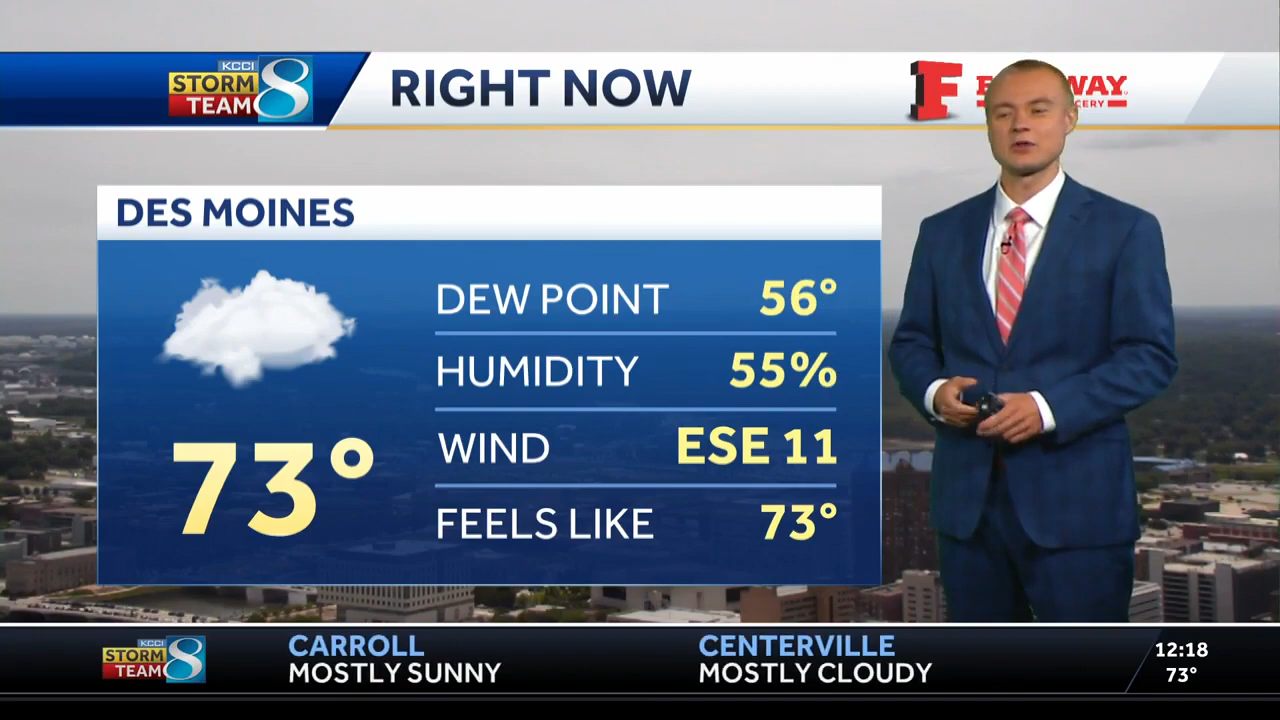 KCCI
STORM
TEAM 8
RIGHT NOW
DES MOINES
73°
DEW POINT 56°
HUMIDITY 55%
WIND ESE 11
FEELS LIKE 73°
KCCI
STORM
TEAM 8
CARROLL
MOSTLY SUNNY
CENTERVILLE
MOSTLY CLOUDY
12:18
73°